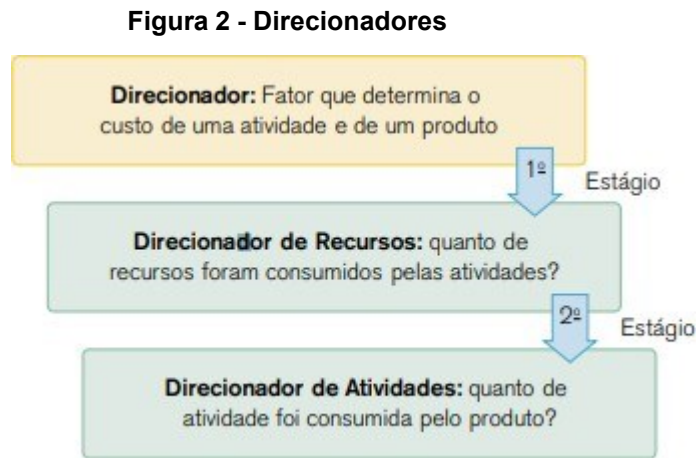 Figura 2 - Direcionadores
Direcionador: Fator que determina o
custo de uma atividade e de um produto
1º
Estágio
Direcionador de Recursos: quanto de
recursos foram consumidos pelas atividades?
2º
Estágio
Direcionador de Atividades: quanto de
atividade foi consumida pelo produto?